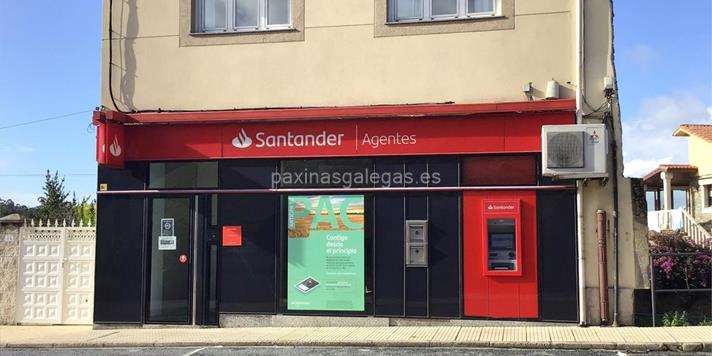 Santander Agentes
paxinasgalegas.es
PAC
Contigo
desde
el principio
Santander